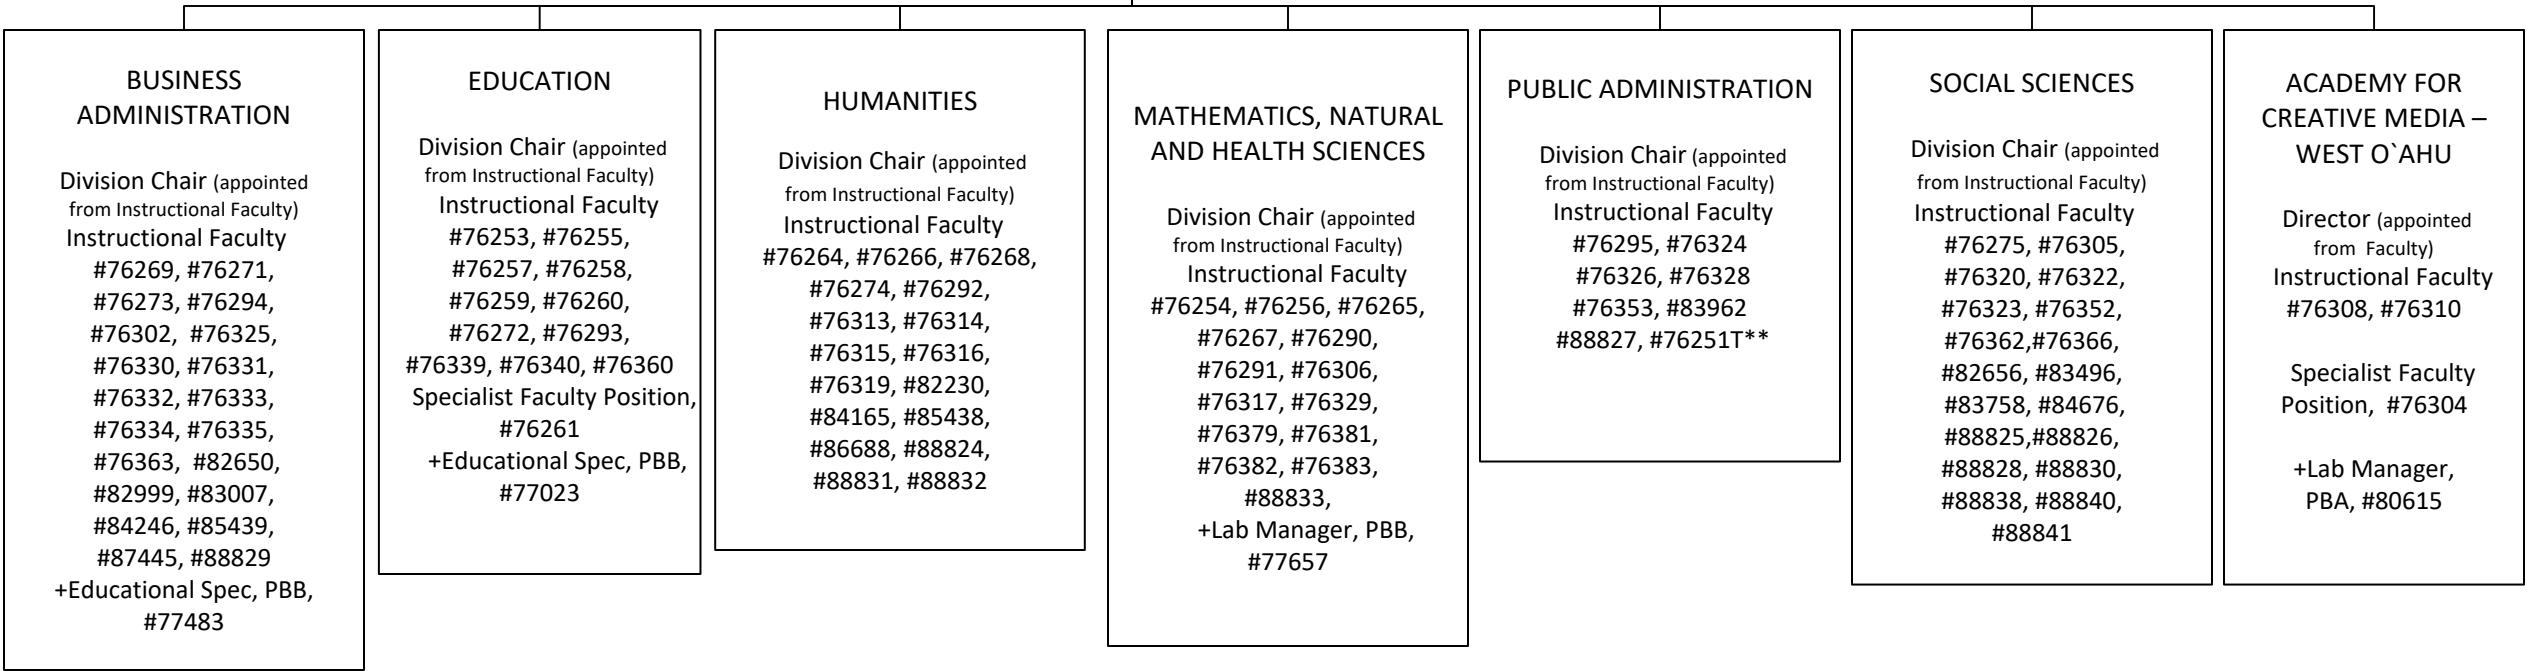 BUSINESS
ADMINISTRATION
Division Chair (appointed
from Instructional Faculty)
Instructional Faculty
#76269, #76271,
#76273, #76294,
#76302, #76325,
#76330, #76331,
#76332, #76333,
#76334, #76335,
#76363, #82650,
#82999, #83007,
#84246, #85439,
#87445, #88829
+Educational Spec, PBB,
#77483
EDUCATION
Division Chair (appointed
from Instructional Faculty)
Instructional Faculty
#76253, #76255,
#76257, #76258,
#76259, #76260,
#76272, #76293,
#76339, #76340, #76360
Specialist Faculty Position,
#76261
+Educational Spec, PBB,
#77023
HUMANITIES
Division Chair (appointed
from Instructional Faculty)
Instructional Faculty
#76264, #76266, #76268,
#76274, #76292,
#76313, #76314,
#76315, #76316,
#76319, #82230,
#84165, #85438,
#86688, #88824,
#88831, #88832
MATHEMATICS, NATURAL
AND HEALTH SCIENCES
Division Chair (appointed
from Instructional Faculty)
Instructional Faculty
#76254, #76256, #76265,
#76267, #76290,
#76291, #76306,
#76317, #76329,
#76379, #76381,
#76382, #76383,
#88833,
+Lab Manager, PBB,
#77657
PUBLIC ADMINISTRATION
Division Chair (appointed
from Instructional Faculty)
Instructional Faculty
#76295, #76324
#76326, #76328
#76353, #83962
#88827, #76251T**
SOCIAL SCIENCES
Division Chair (appointed
from Instructional Faculty)
Instructional Faculty
#76275, #76305,
#76320, #76322,
#76323, #76352,
#76362,#76366,
#82656, #83496,
#83758, #84676,
#88825,#88826,
#88828, #88830,
#88838, #88840,
#88841
ACADEMY FOR
CREATIVE MEDIA –
WEST O`AHU
Director (appointed
from Faculty)
Instructional Faculty
#76308, #76310
Specialist Faculty
Position, #76304
+Lab Manager,
PBA, #80615